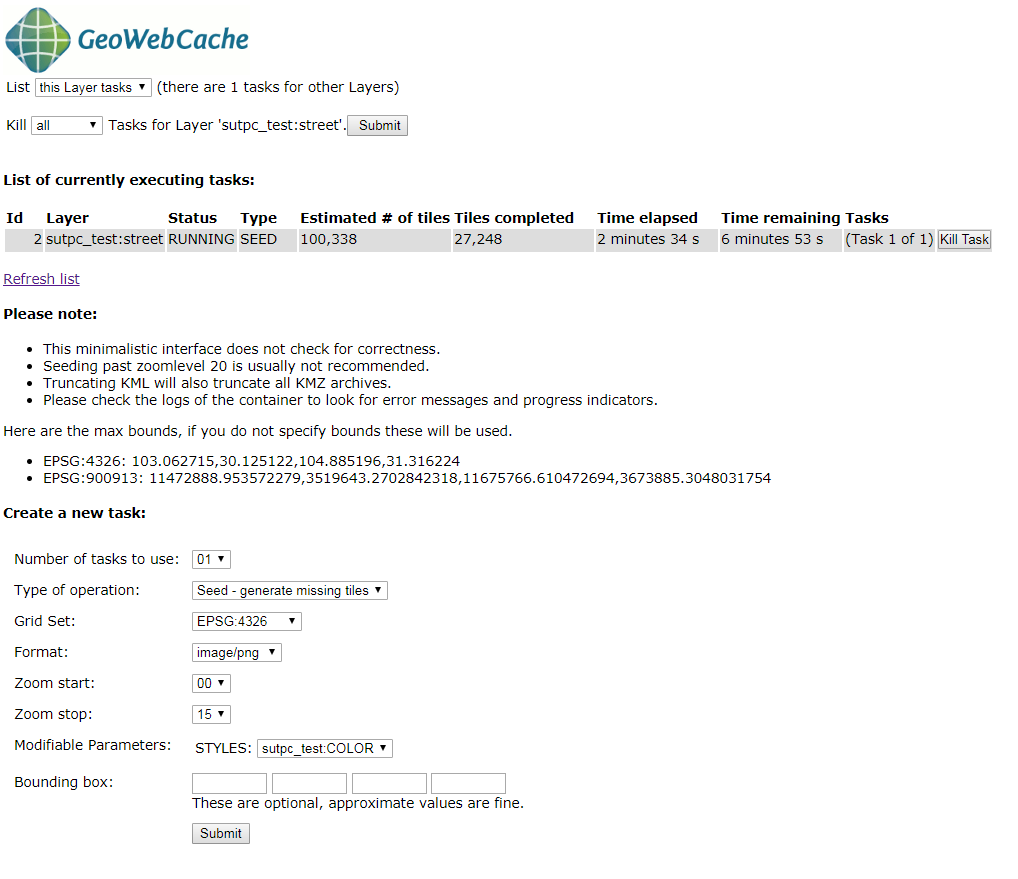 GeoWebCache
List this Layer tasks (there are 1 tasks for other Layers)
Kill all Tasks for Layer 'sutpc_test:street'. Submit
List of currently executing tasks:
Id Layer Status Type Estimated # of tiles Tiles completed Time elapsed Time remaining Tasks
2 sutpc_test:street RUNNING SEED 100,338 27,248 2 minutes 34 s 6 minutes 53 s (Task 1 of 1) Kill Task
Refresh list
Please note:
• This minimalistic interface does not check for correctness.
• Seeding past zoomlevel 20 is usually not recommended.
• Truncating KML will also truncate all KMZ archives.
• Please check the logs of the container to look for error messages and progress indicators.
Here are the max bounds, if you do not specify bounds these will be used.
• EPSG:4326: 103.062715,30.125122,104.885196,31.316224
• EPSG:900913: 11472888.953572279,3519643.2702842318,11675766.610472694,3673885.3048031754
Create a new task:
Number of tasks to use: 01
Type of operation: Seed - generate missing tiles
Grid Set: EPSG:4326
Format: image/png
Zoom start: 00
Zoom stop: 15
Modifiable Parameters: STYLES: sutpc_test:COLOR
Bounding box:
These are optional, approximate values are fine.
Submit